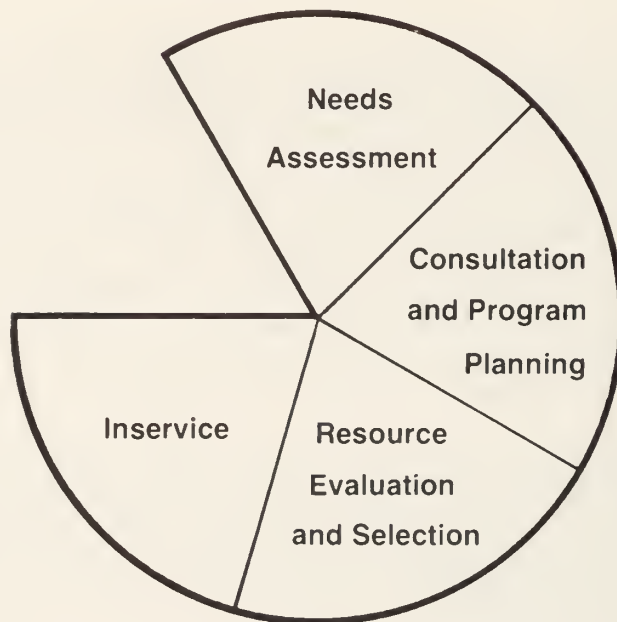 Needs
Assessment
Consultation
and Program
Planning
Resource
Evaluation
and Selection
Inservice